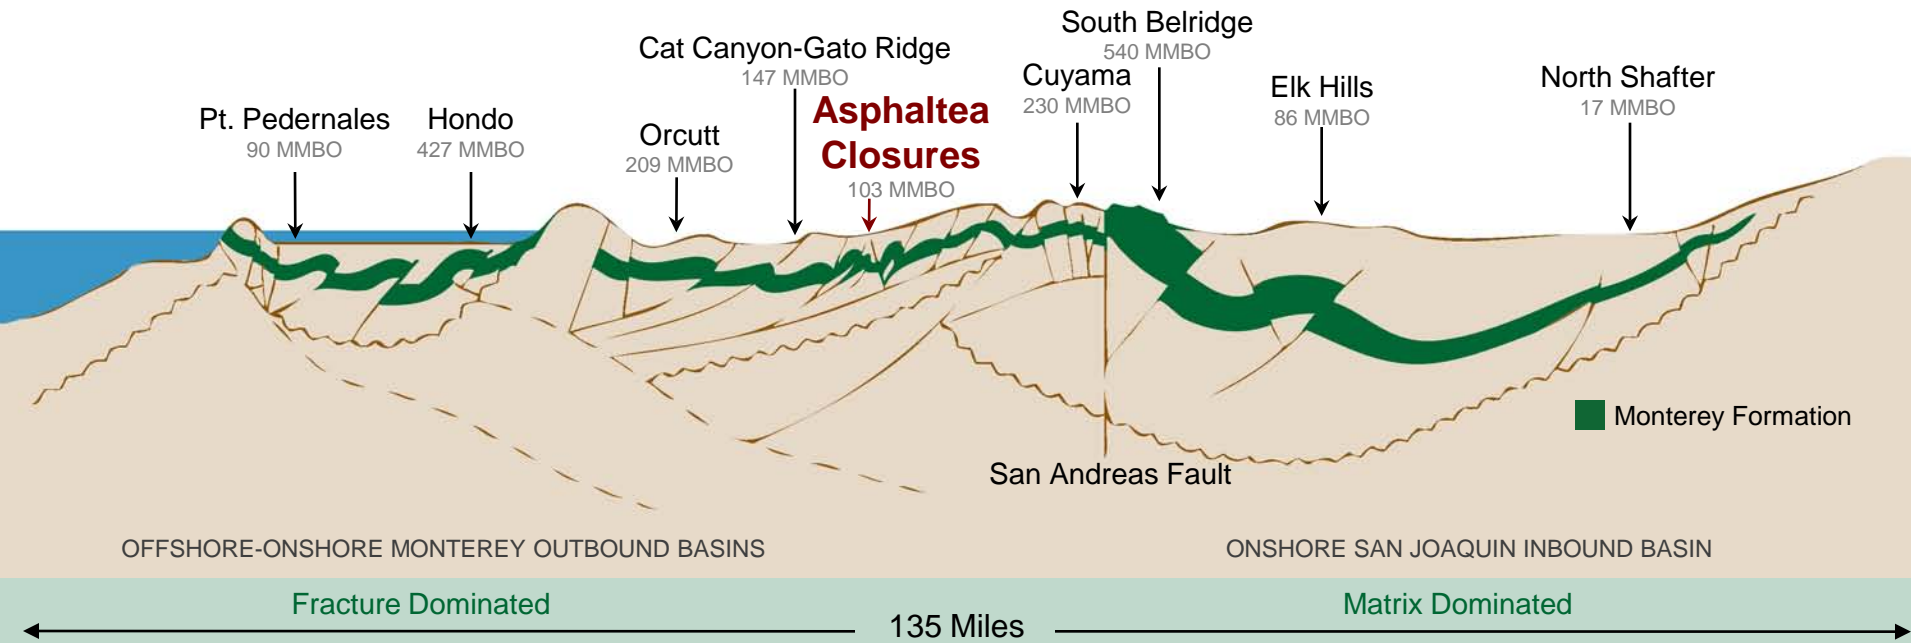 South Belridge
540 MMBO
Cat Canyon-Gato Ridge
147 MMBO
Cuyama
230 MMBO
Elk Hills
86 MMBO
North Shafter
17 MMBO
Pt. Pedernales
90 MMBO
Hondo
427 MMBO
Orcutt
209 MMBO
Asphaltea
Closures
103 MMBO
Monterey Formation
San Andreas Fault
OFFSHORE-ONSHORE MONTEREY OUTBOUND BASINS
ONSHORE SAN JOAQUIN INBOUND BASIN
Fracture Dominated
Matrix Dominated
135 Miles